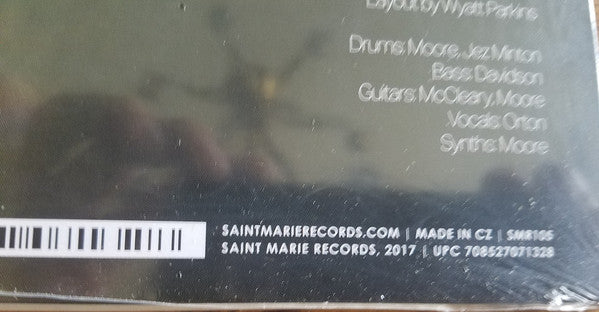 Layout by Wyatt Parkins
Drums: Moore, Jez Minton
Bass: Davidson
Guitars: McCleary, Moore
Vocals: Orton
Synths: Moore
SAINTMARIERECORDS.COM | MADE IN CZ | SMR105
SAINT MARIE RECORDS, 2017 | UPC 708527071328